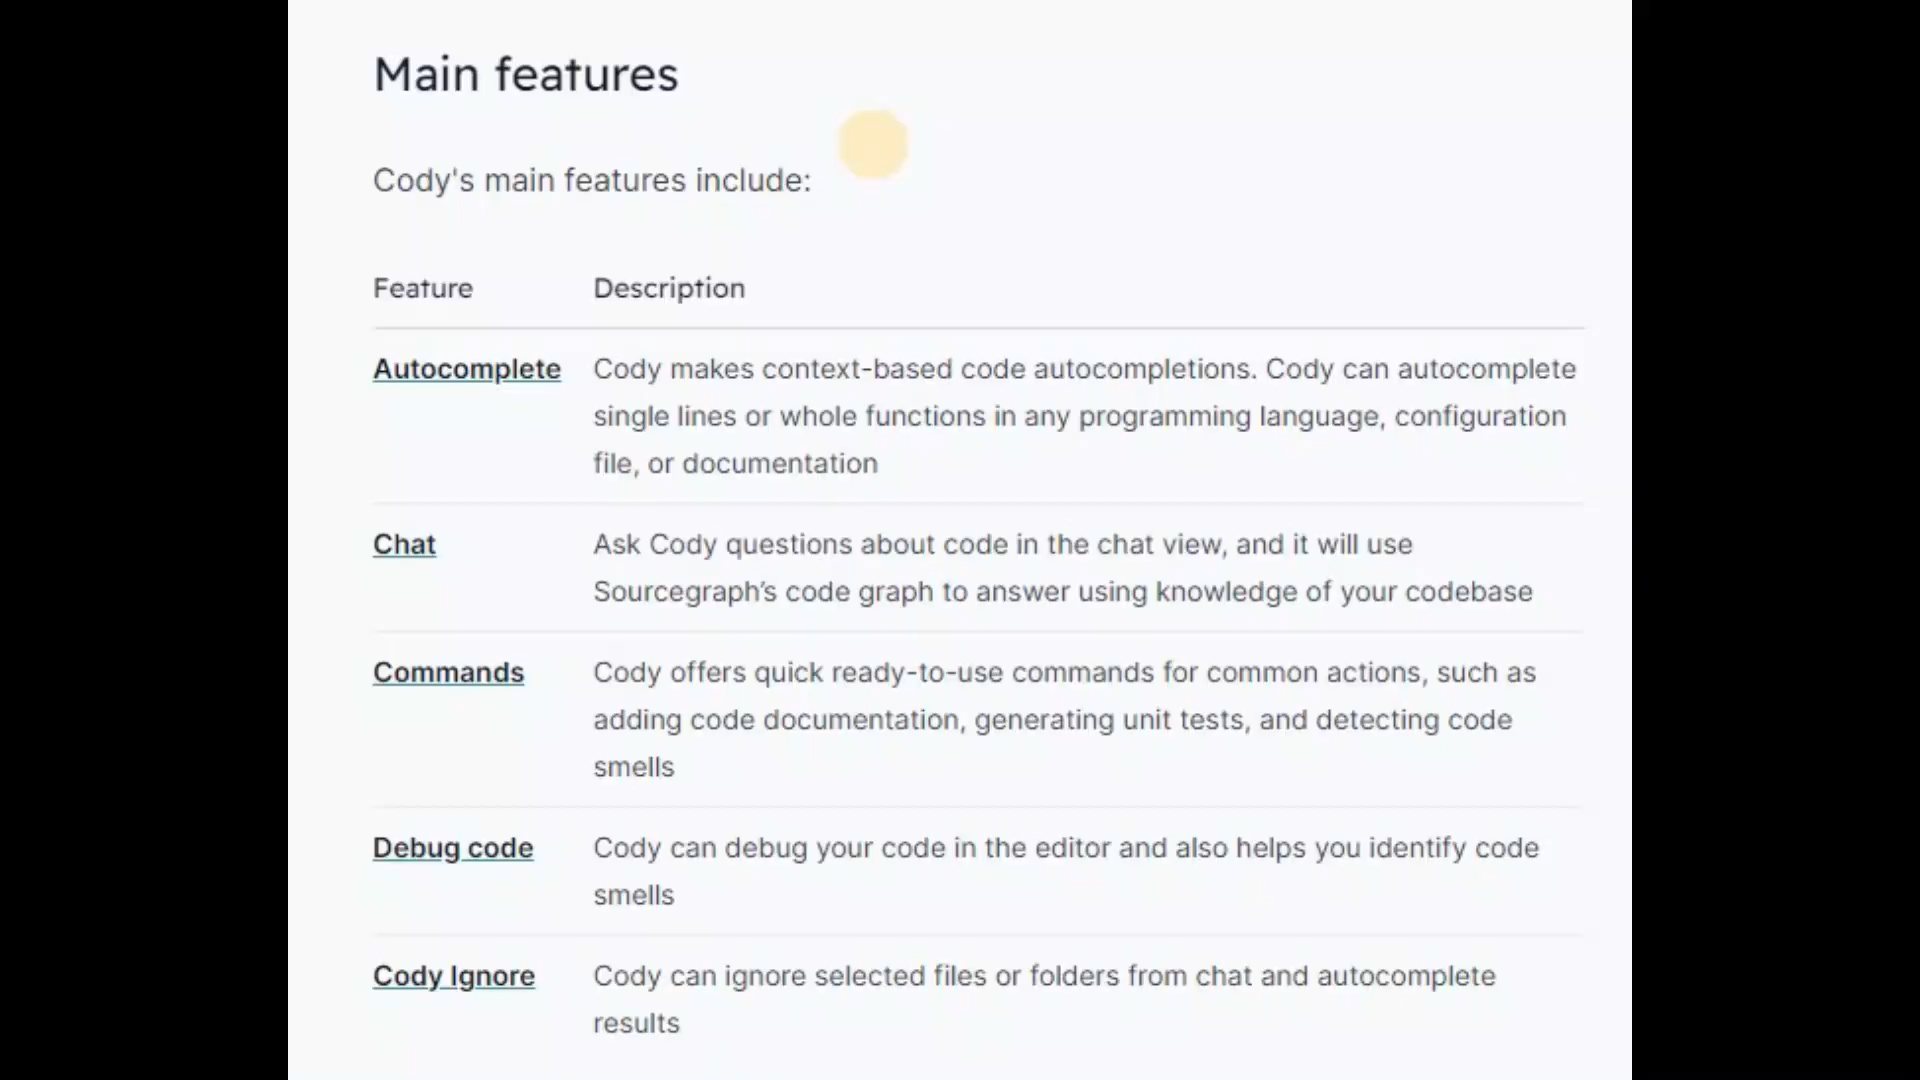 Main features
Cody's main features include:
Feature Description
Autocomplete Cody makes context-based code autocompletions. Cody can autocomplete
single lines or whole functions in any programming language, configuration
file, or documentation
Chat Ask Cody questions about code in the chat view, and it will use
Sourcegraph’s code graph to answer using knowledge of your codebase
Commands Cody offers quick ready-to-use commands for common actions, such as
adding code documentation, generating unit tests, and detecting code
smells
Debug code Cody can debug your code in the editor and also helps you identify code
smells
Cody Ignore Cody can ignore selected files or folders from chat and autocomplete
results